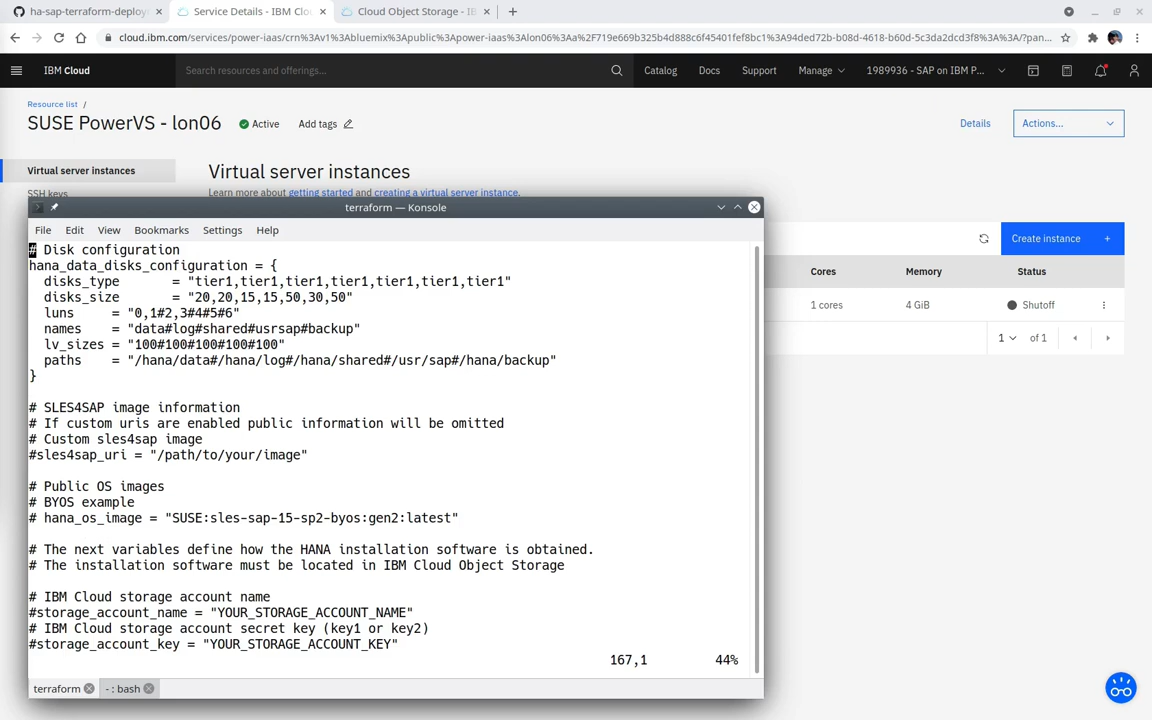 ha-sap-terraform-deploym
Service Details - IBM Clou
Cloud Object Storage - IE
cloud.ibm.com/services/power-iaas/crn%3Av1%3Abluemix%3Apublic%3Apower-iaas%3Alon06%3Aa%2F719e669b325b4d888c6f45401fef8bc1%3A94ded72b-b08d-4618-b60d-5c3da2dcd3f8%3A%3A/?pan...
IBM Cloud
Search resources and offerings...
Catalog
Docs
Support
Manage
1989936 - SAP on IBM P...
Resource list /
SUSE PowerVS - lon06
Active
Add tags
Details
Actions...
Virtual server instances
SSH keys
Virtual server instances
Learn more about getting started and creating a virtual server instance.
Create instance +
Cores
Memory
Status
1 cores
4 GiB
Shutoff
1
of 1
terraform — Konsole
File Edit View Bookmarks Settings Help
# Disk configuration
hana_data_disks_configuration = {
  disks_type       = "tier1,tier1,tier1,tier1,tier1,tier1,tier1"
  disks_size       = "20,20,15,15,50,30,50"
  luns     = "0,1#2,3#4#5#6"
  names    = "data#log#shared#usrsap#backup"
  lv_sizes = "100#100#100#100#100"
  paths    = "/hana/data#/hana/log#/hana/shared#/usr/sap#/hana/backup"
}
# SLES4SAP image information
# If custom uris are enabled public information will be omitted
# Custom sles4sap image
#sles4sap_uri = "/path/to/your/image"
# Public OS images
# BYOS example
# hana_os_image = "SUSE:sles-sap-15-sp2-byos:gen2:latest"
# The next variables define how the HANA installation software is obtained.
# The installation software must be located in IBM Cloud Object Storage
# IBM Cloud storage account name
#storage_account_name = "YOUR_STORAGE_ACCOUNT_NAME"
# IBM Cloud storage account secret key (key1 or key2)
#storage_account_key = "YOUR_STORAGE_ACCOUNT_KEY"
167,1
44%
terraform
- : bash